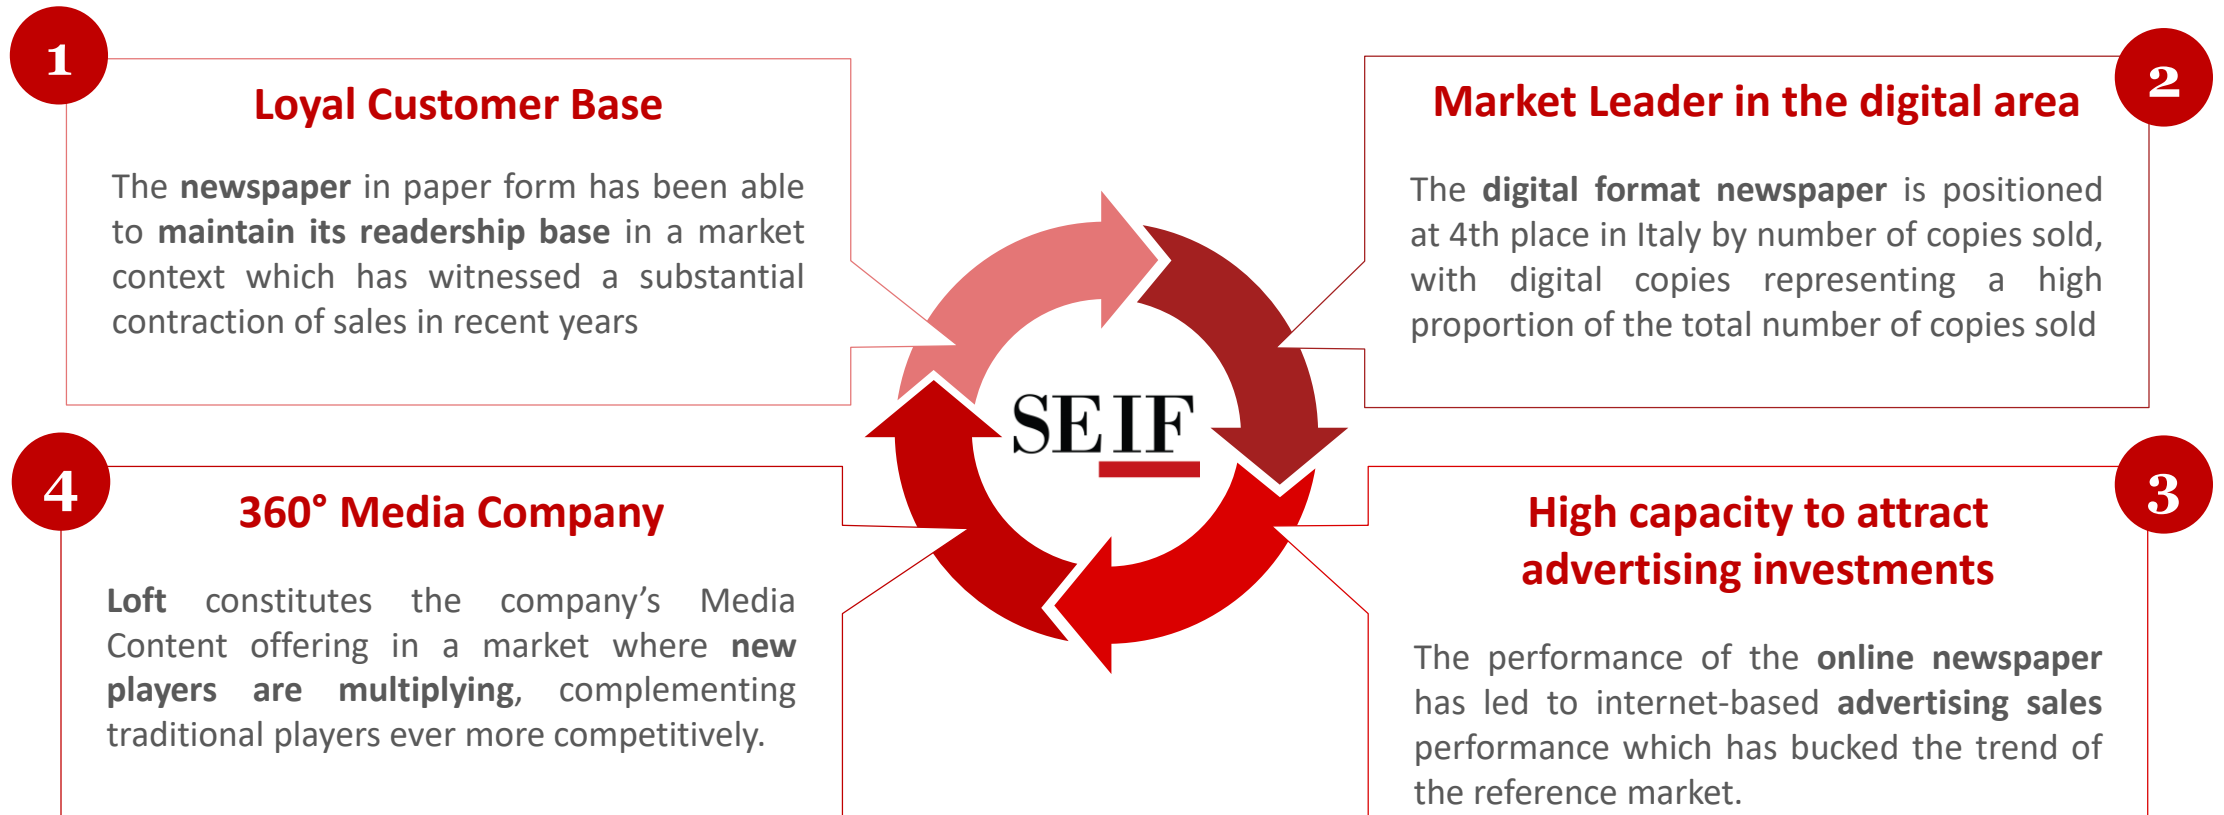 1
Loyal Customer Base
The newspaper in paper form has been able
to maintain its readership base in a market
context which has witnessed a substantial
contraction of sales in recent years
2
Market Leader in the digital area
The digital format newspaper is positioned
at 4th place in Italy by number of copies sold,
with digital copies representing a high
proportion of the total number of copies sold
SEIF
3
High capacity to attract
advertising investments
The performance of the online newspaper
has led to internet-based advertising sales
performance which has bucked the trend of
the reference market.
4
360° Media Company
Loft constitutes the company’s Media
Content offering in a market where new
players are multiplying, complementing
traditional players ever more competitively.